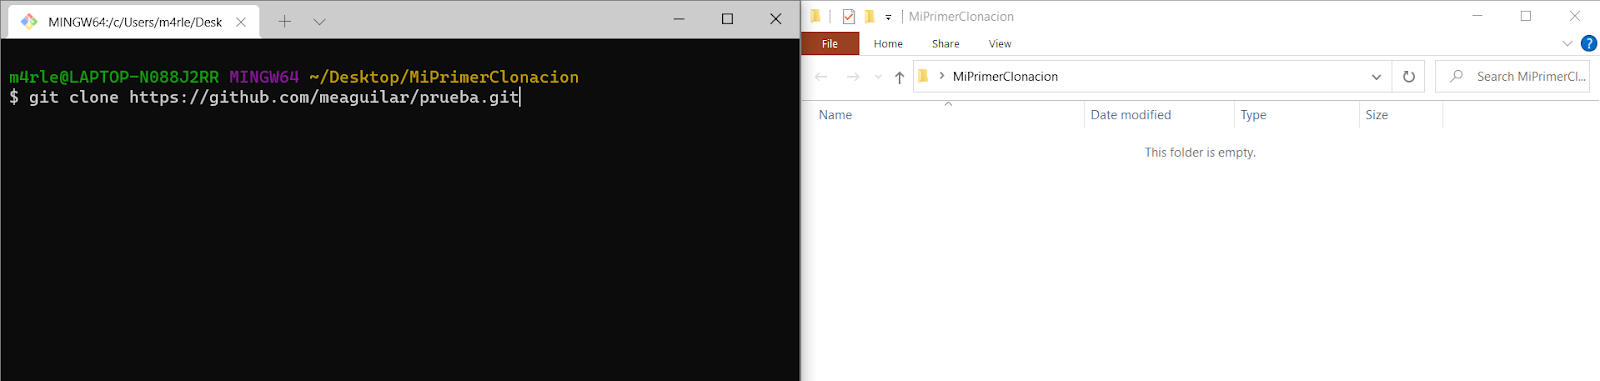 MINGW64:/c/Users/m4rle/Desk
m4rle@LAPTOP-N088J2RR MINGW64 ~/Desktop/MiPrimerClonacion
$ git clone https://github.com/meaguilar/prueba.git
MiPrimerClonacion
File Home Share View
MiPrimerClonacion
Search MiPrimerCl...
Name Date modified Type Size
This folder is empty.